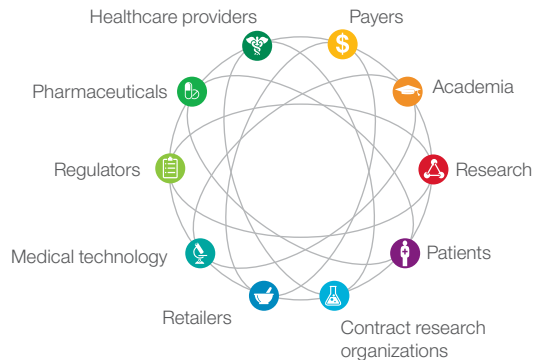 Healthcare providers
Payers
Pharmaceuticals
$
Academia
Regulators
Research
Medical technology
Patients
Retailers
Contract research
organizations